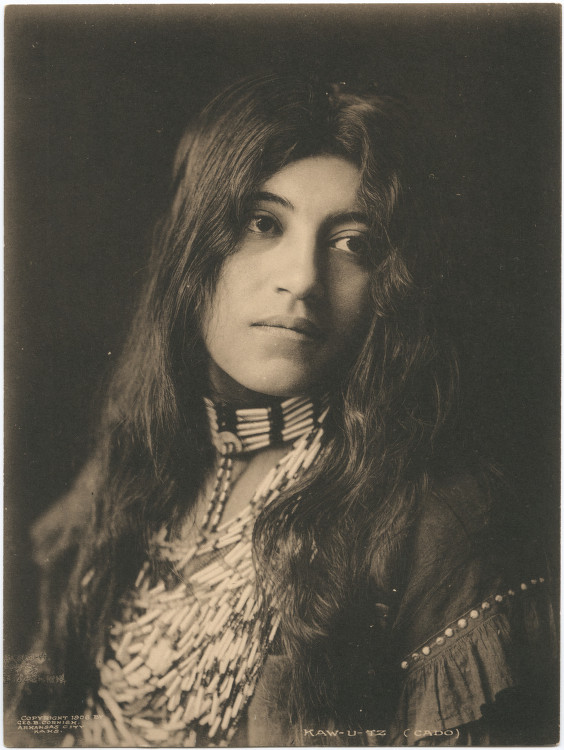 COPYRIGHT 1906 BY
GEO. B. CORNISH.
ARKANSAS CITY
KANS.
KAW-U-TZ (CADO)